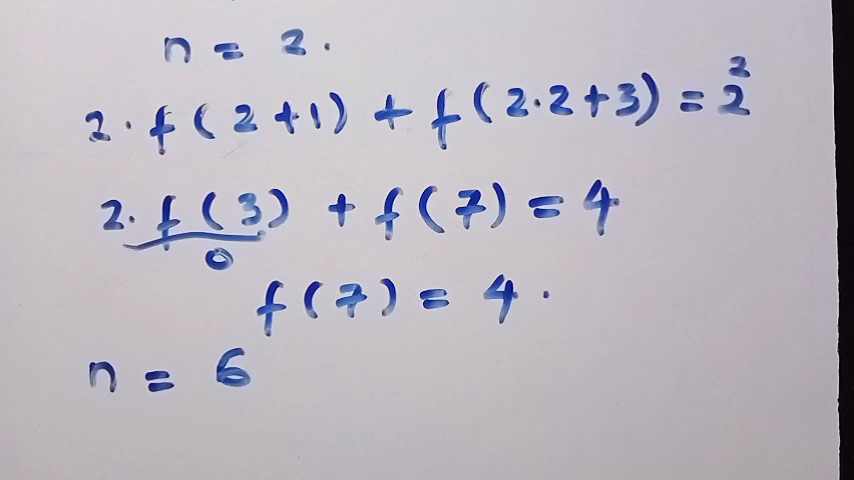 n = 2.
2.f(2+1) + f(2.2+3) = 2²
2.f(3) + f(7) = 4
0
f(7) = 4.
n = 6